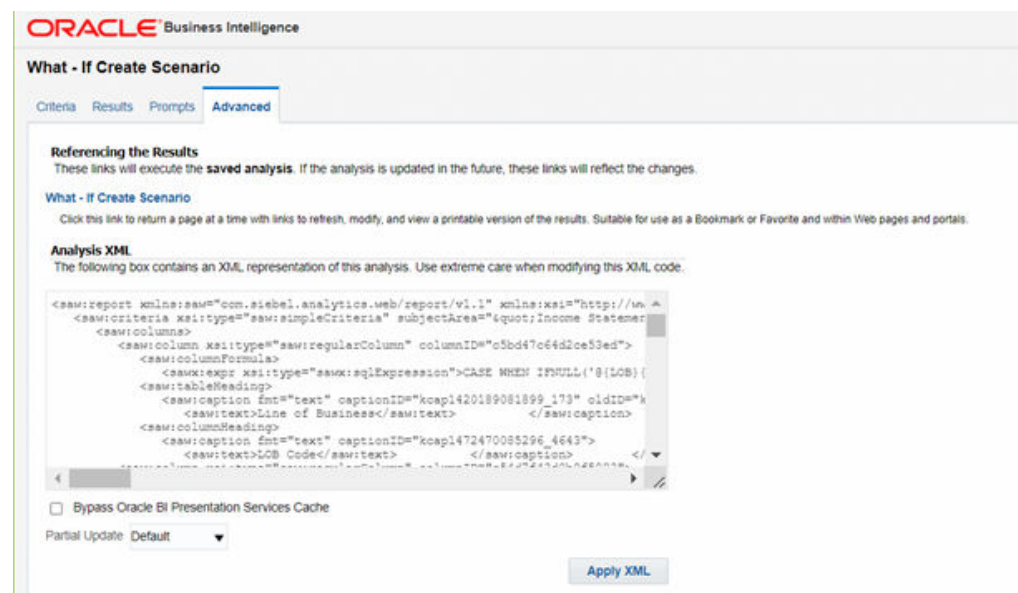 ORACLE Business Intelligence
What - If Create Scenario
Criteria Results Prompts Advanced
Referencing the Results
These links will execute the saved analysis. If the analysis is updated in the future, these links will reflect the changes.
What - If Create Scenario
Click this link to return a page at a time with links to refresh, modify, and view a printable version of the results. Suitable for use as a Bookmark or Favorite and within Web pages and portals.
Analysis XML
The following box contains an XML representation of this analysis. Use extreme care when modifying this XML code.
<saw:report xmlns:saw="com.siebel.analytics.web/report/v1.1" xmlns:xsi="http://ww
<saw:criteria xsi:type="saw:simpleCriteria" subjectArea="&quot;Income Statemen
<saw:columns>
<saw:column xsi:type="saw:regularColumn" columnID="c5bd47c64d2ce53ed">
<saw:columnFormula>
<sawx:expr xsi:type="sawx:sqlExpression">CASE WHEN IFNULL('@{LOB}{
<saw:tableHeading>
<saw:caption fmt="text" captionID="kcap1420189081899_173" oldID="k
<saw:text>Line of Business</saw:text> </saw:caption>
<saw:columnHeading>
<saw:caption fmt="text" captionID="kcap1472470085296_4643">
<saw:text>LOB Code</saw:text> </saw:caption> </
Bypass Oracle BI Presentation Services Cache
Partial Update Default
Apply XML